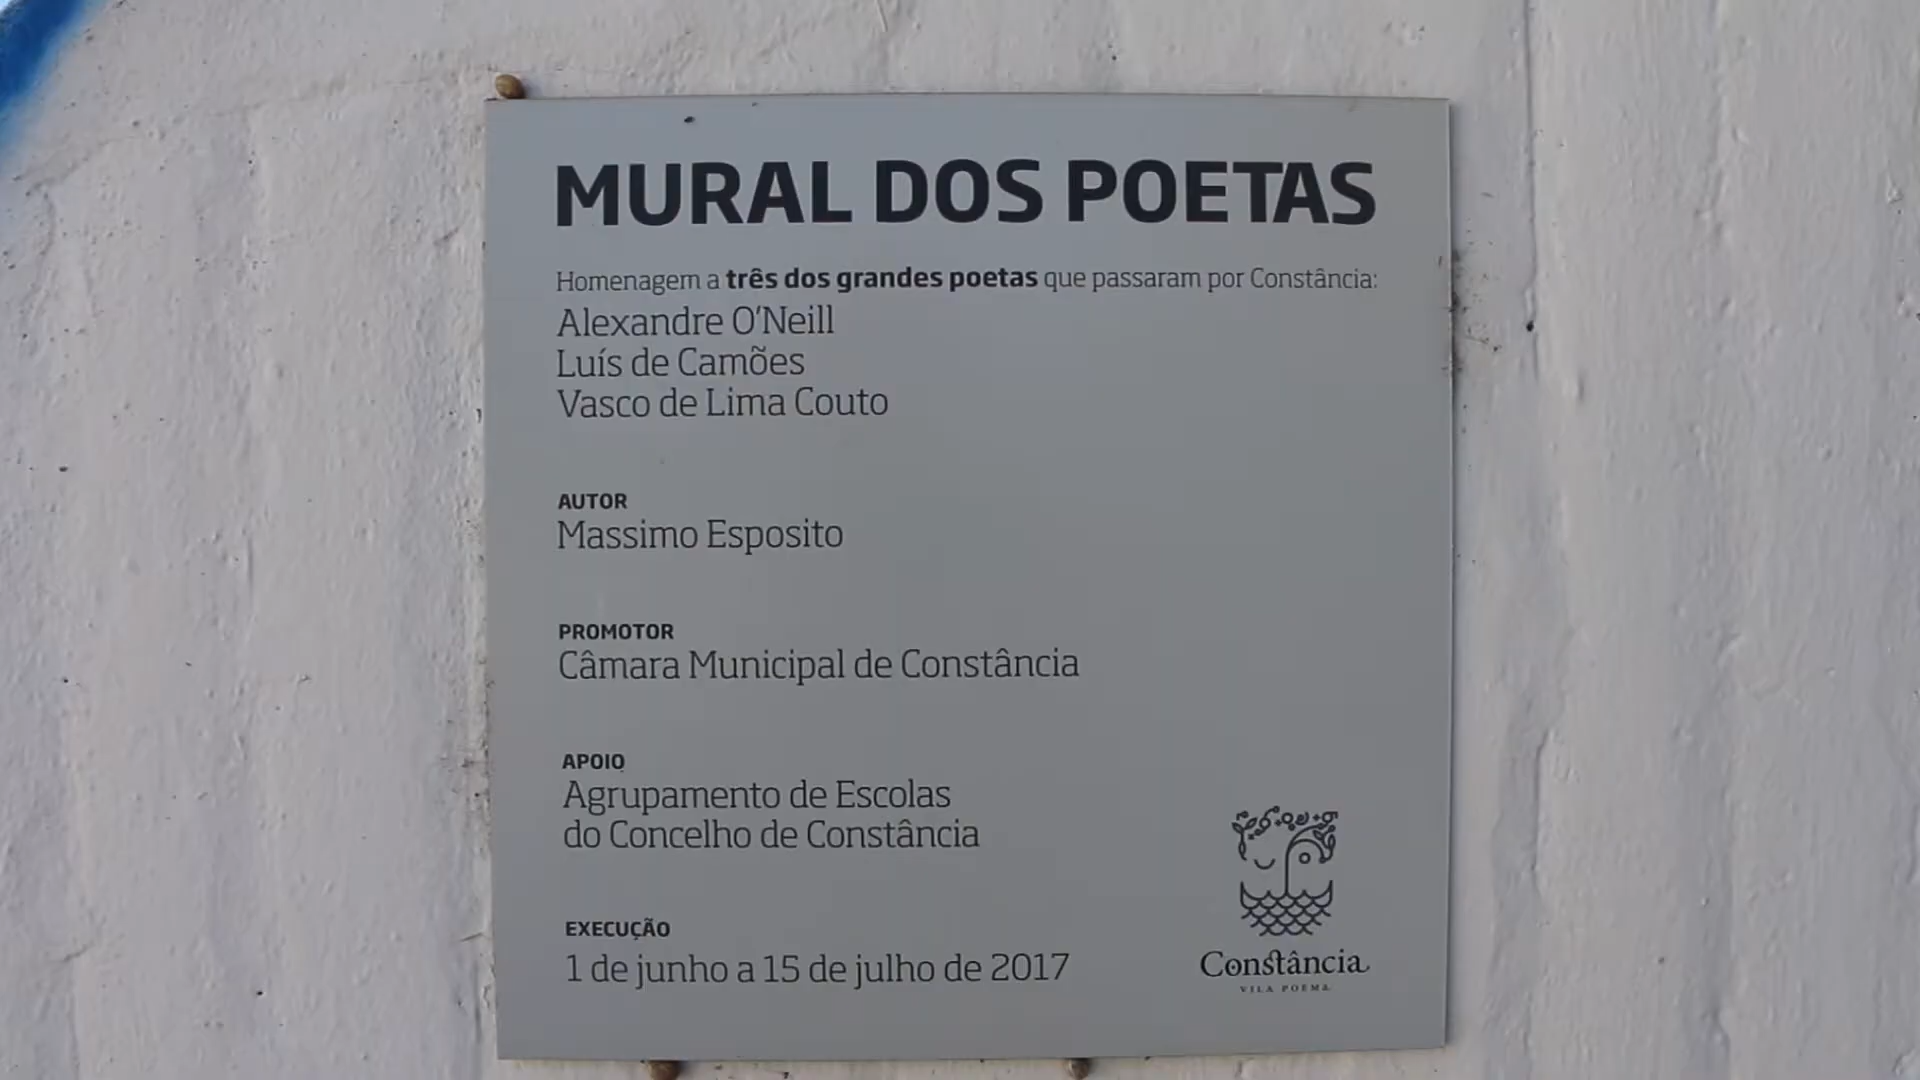 MURAL DOS POETAS
Homenagem a três dos grandes poetas que passaram por Constância:
Alexandre O'Neill
Luís de Camões
Vasco de Lima Couto
AUTOR
Massimo Esposito
PROMOTOR
Câmara Municipal de Constância
APOIO
Agrupamento de Escolas
do Concelho de Constância
EXECUÇÃO
1 de junho a 15 de julho de 2017
Constância
VILA POEMA